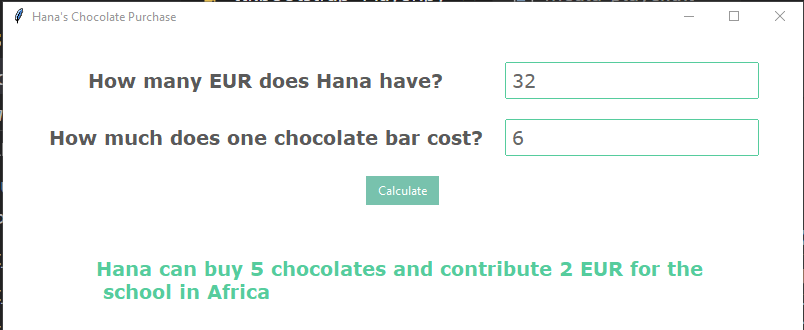 Hana's Chocolate Purchase
How many EUR does Hana have?
32
How much does one chocolate bar cost?
6
Calculate
Hana can buy 5 chocolates and contribute 2 EUR for the
school in Africa